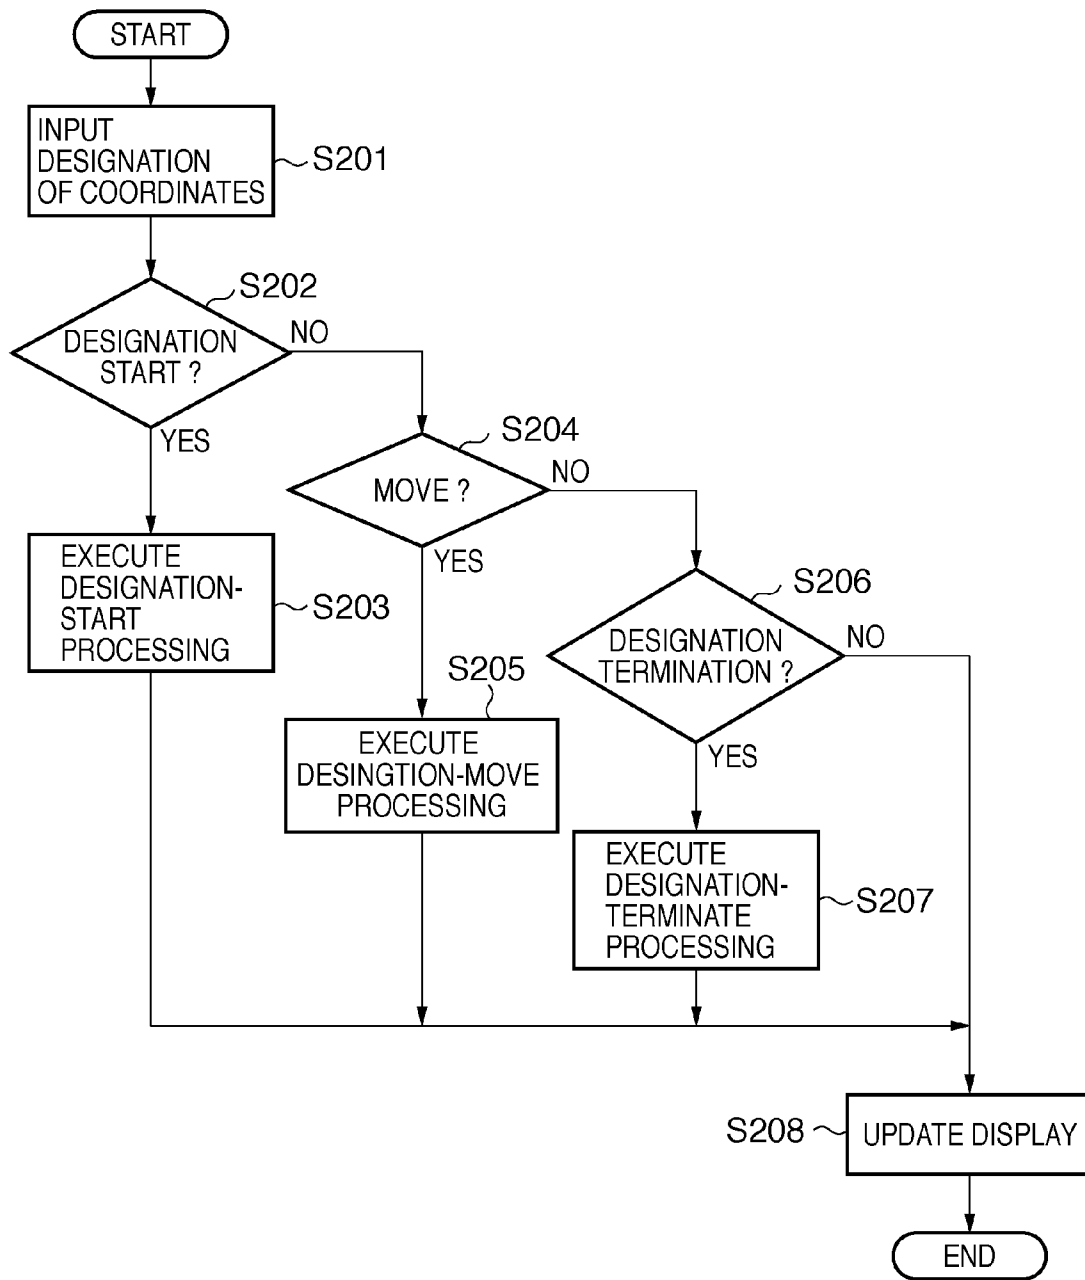 START
INPUT
DESIGNATION
OF COORDINATES
S201
S202
DESIGNATION
START ?
NO
YES
S204
MOVE ?
NO
YES
EXECUTE
DESIGNATION-
START
PROCESSING
S203
S206
DESIGNATION
TERMINATION ?
NO
YES
S205
EXECUTE
DESINGTION-MOVE
PROCESSING
EXECUTE
DESIGNATION-
TERMINATE
PROCESSING
S207
S208
UPDATE DISPLAY
END